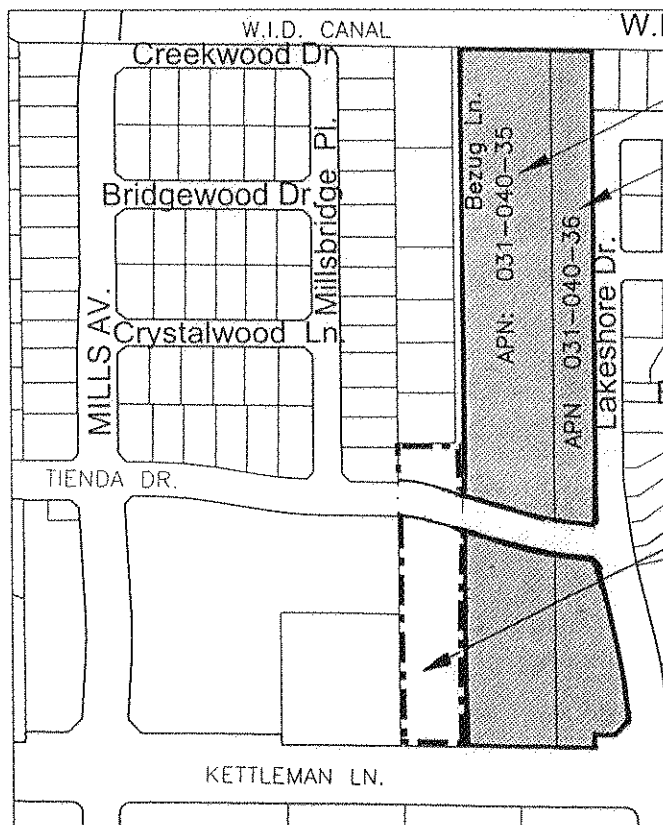 W.I.D. CANAL
W.I
Creekwood Dr
Millsbridge Pl.
Bezug Ln.
APN: 031-040-35
APN 031-040-36
Bridgewood Dr
Lakeshore Dr.
MILLS AV.
Crystalwood Ln.
TIENDA DR.
KETTLEMAN LN.